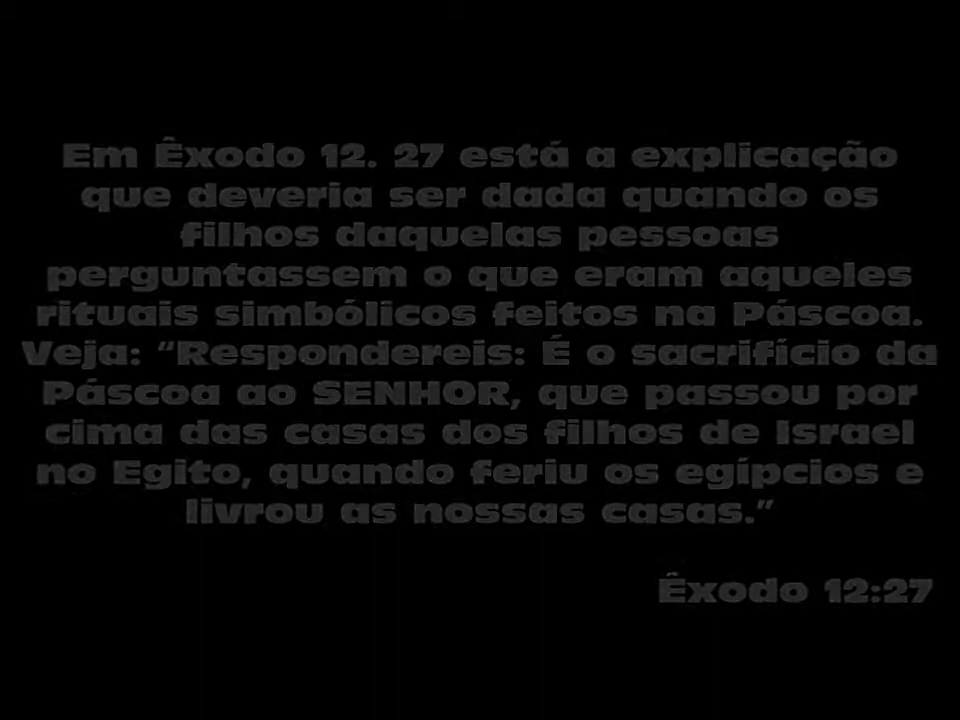 Em Êxodo 12. 27 está a explicação
que deveria ser dada quando os
filhos daquelas pessoas
perguntassem o que eram aqueles
rituais simbólicos feitos na Páscoa.
Veja: “Respondereis: É o sacrifício da
Páscoa ao SENHOR, que passou por
cima das casas dos filhos de Israel
no Egito, quando feriu os egípcios e
livrou as nossas casas.”
Êxodo 12:27